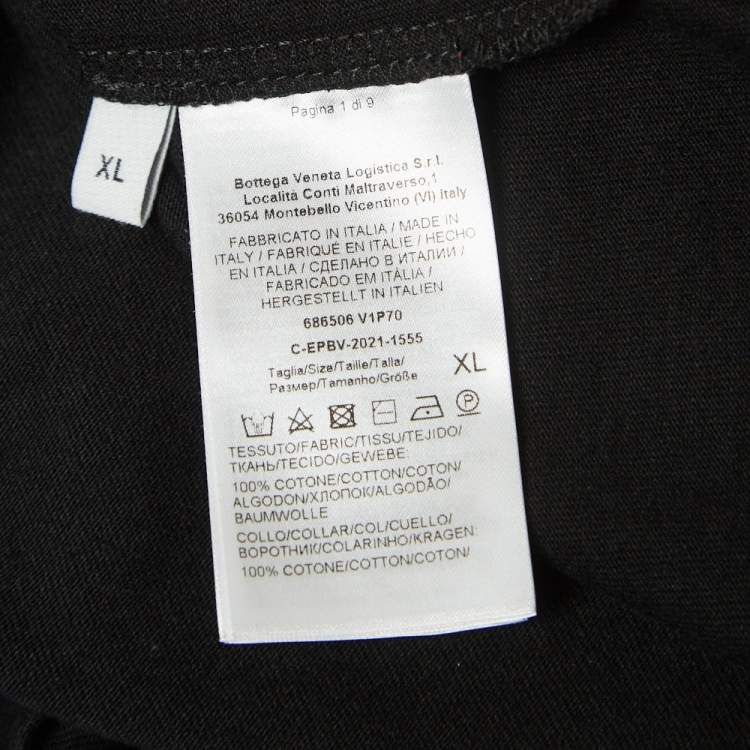 Pagina 1 di 9
XL
Bottega Veneta Logistica S.r.l.
Località Conti Maltraverso,1
36054 Montebello Vicentino (VI) Italy
FABBRICATO IN ITALIA / MADE IN
ITALY / FABRIQUÉ EN ITALIE / HECHO
EN ITALIA / СДЕЛАНО В ИТАЛИИ /
FABRICADO EM ITÁLIA /
HERGESTELLT IN ITALIEN
686506 V1P70
C-EPBV-2021-1555
Taglia/Size/Taille/Talla/
Размер/Tamanho/Größe
XL
P
TESSUTO/FABRIC/TISSU/TEJIDO/
ТКАНЬ/TECIDO/GEWEBE:
100% COTONE/COTTON/COTON/
ALGODON/ХЛОПОК/ALGODÃO/
BAUMWOLLE
COLLO/COLLAR/COL/CUELLO/
ВОРОТНИК/COLARINHO/KRAGEN:
100% COTONE/COTTON/COTON/